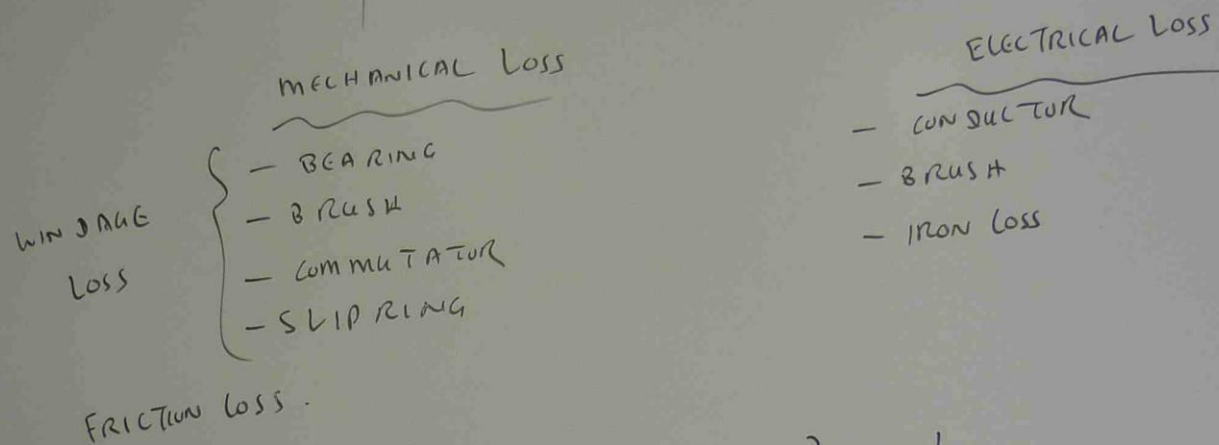 MECHANICAL LOSS
WINDAGE
LOSS
- BEARING
- BRUSH
- COMMUTATOR
- SLIP RING
FRICTION LOSS.
ELECTRICAL LOSS
- CONDUCTOR
- BRUSH
- IRON LOSS